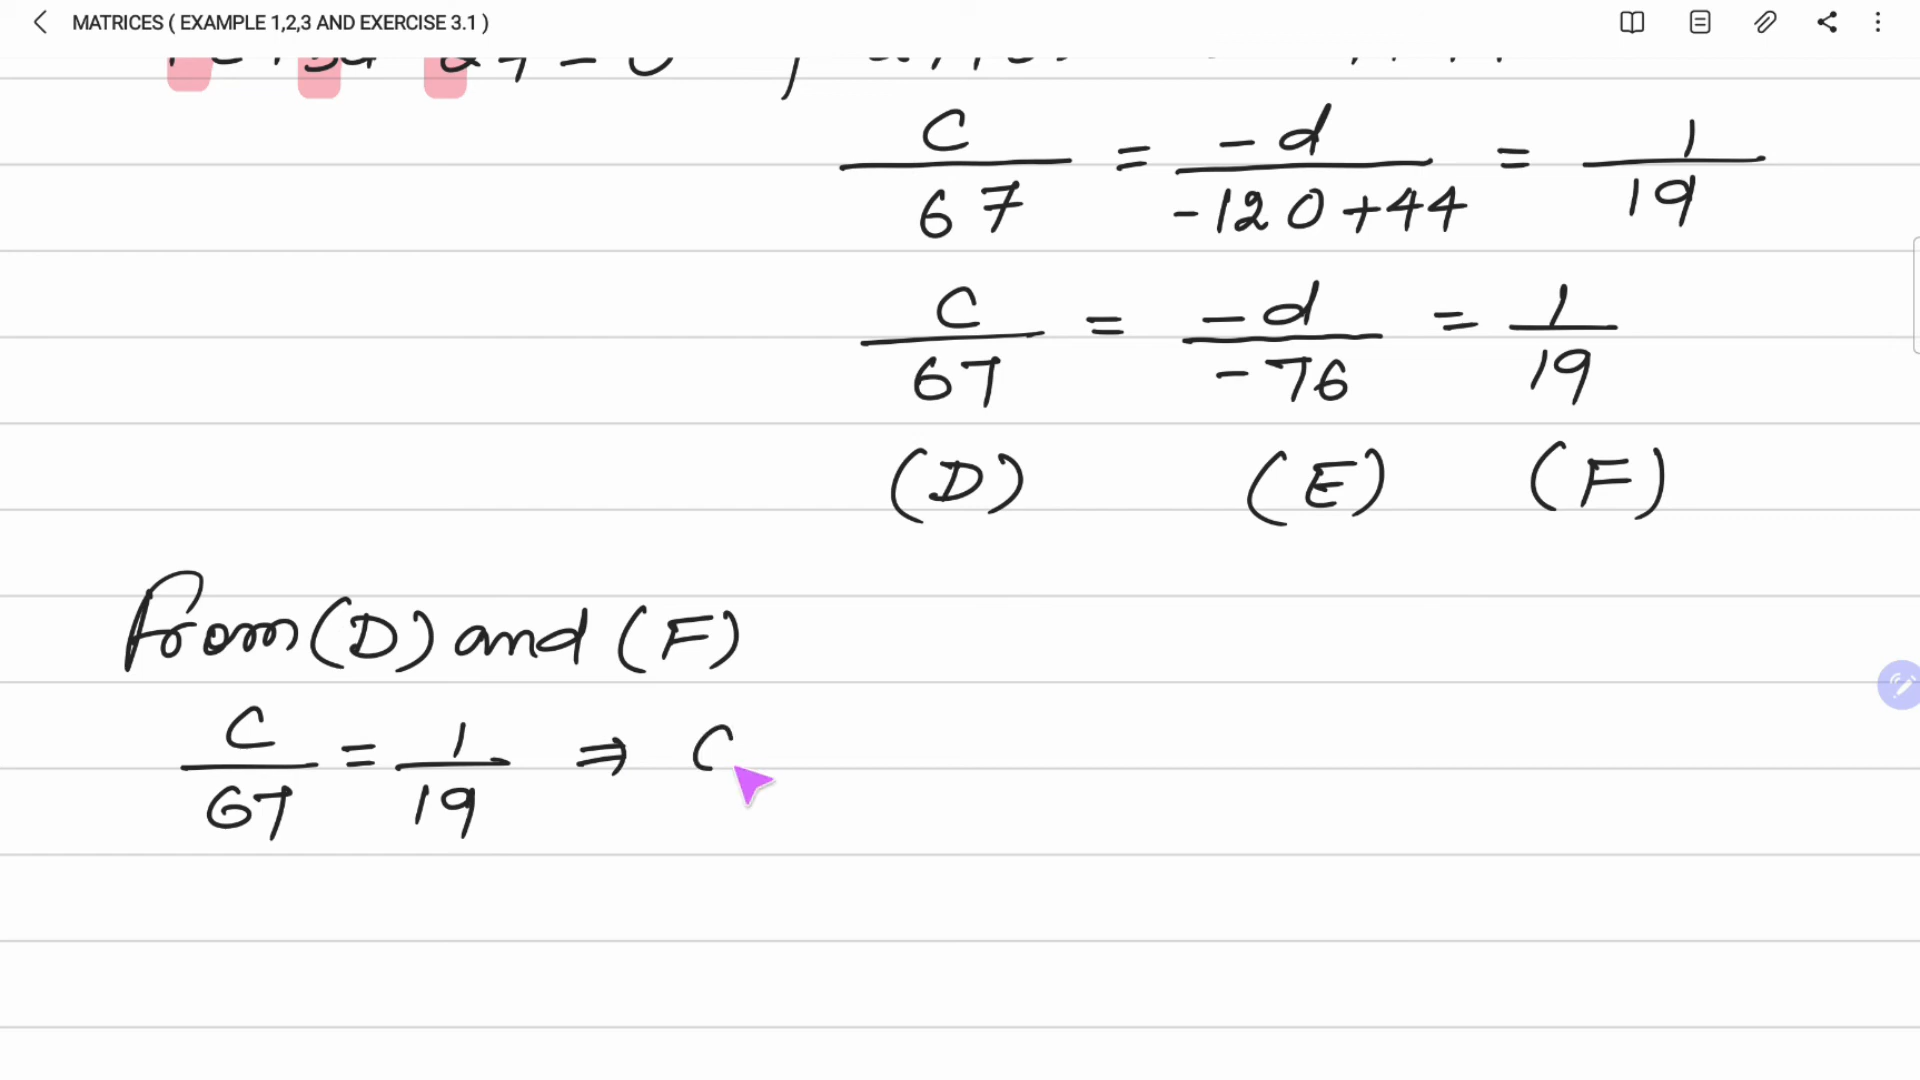 MATRICES ( EXAMPLE 1,2,3 AND EXERCISE 3.1 )
C/67 = -d/-120+44 = 1/19
C/67 = -d/-76 = 1/19
(D) (E) (F)
from (D) and (F)
C/67 = 1/19 ⇒ C